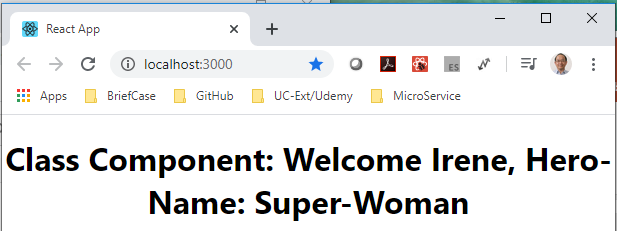 React App
localhost:3000
ES
Apps BriefCase GitHub UC-Ext/Udemy MicroService
Class Component: Welcome Irene, Hero-
Name: Super-Woman